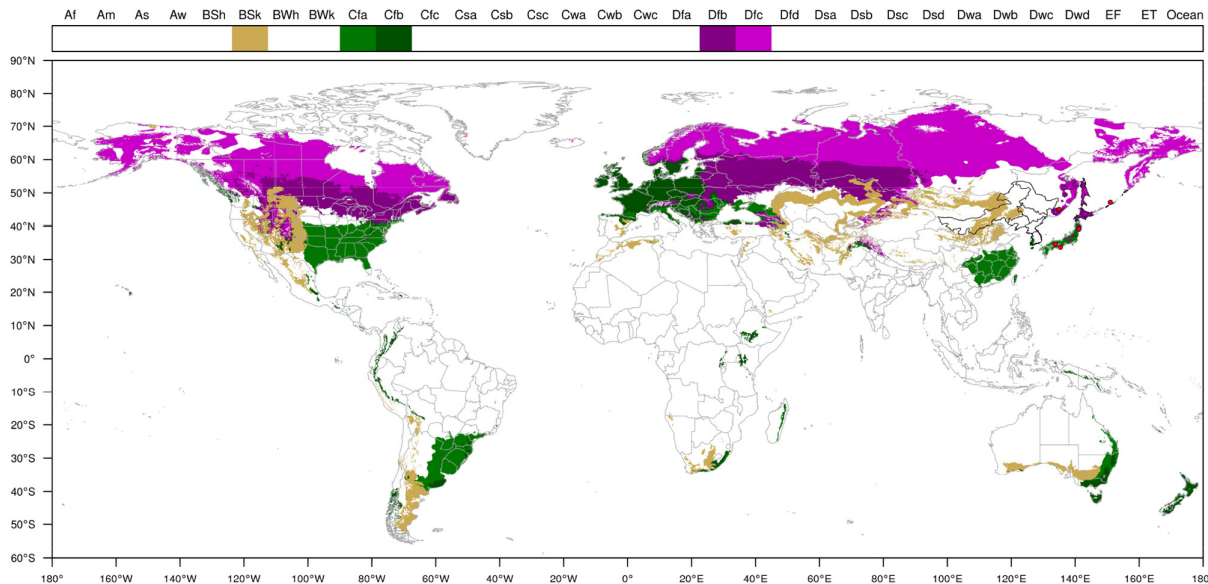 Af Am As Aw BSh BSk BWh BWk Cfa Cfb Cfc Csa Csb Csc Cwa Cwb Cwc Dfa Dfb Dfc Dfd Dsa Dsb Dsc Dsd Dwa Dwb Dwc Dwd EF ET Ocean
90°N
80°N
70°N
60°N
50°N
40°N
30°N
20°N
10°N
0°
10°S
20°S
30°S
40°S
50°S
60°S
180° 160°W 140°W 120°W 100°W 80°W 60°W 40°W 20°W 0° 20°E 40°E 60°E 80°E 100°E 120°E 140°E 160°E 180